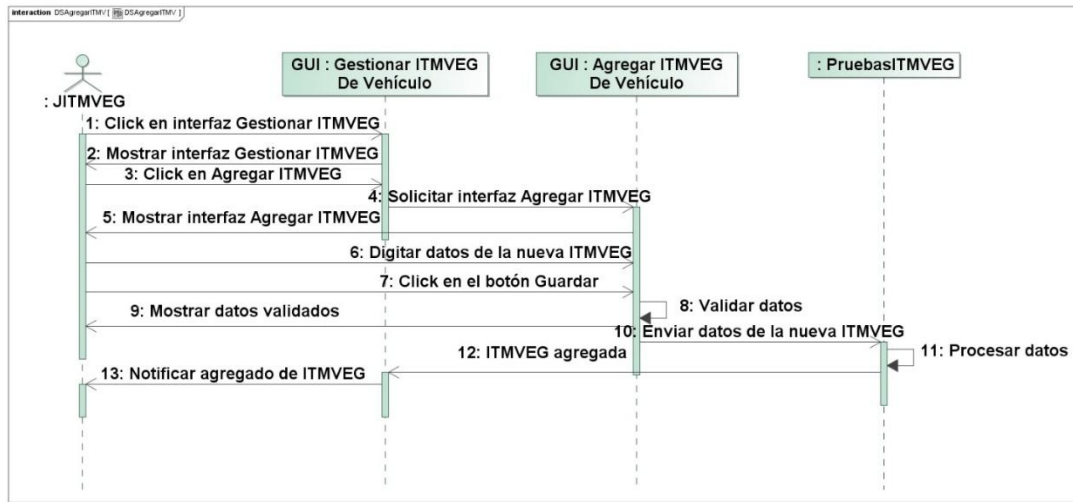 interaction DSAgregarITMV [ DSAgregarITMV ]
GUI : Gestionar ITMVEG
De Vehículo
GUI : Agregar ITMVEG
De Vehículo
: PruebasITMVEG
: JITMVEG
1: Click en interfaz Gestionar ITMVEG
2: Mostrar interfaz Gestionar ITMVEG
3: Click en Agregar ITMVEG
4: Solicitar interfaz Agregar ITMVEG
5: Mostrar interfaz Agregar ITMVEG
6: Digitar datos de la nueva ITMVEG
7: Click en el botón Guardar
8: Validar datos
9: Mostrar datos validados
10: Enviar datos de la nueva ITMVEG
11: Procesar datos
12: ITMVEG agregada
13: Notificar agregado de ITMVEG